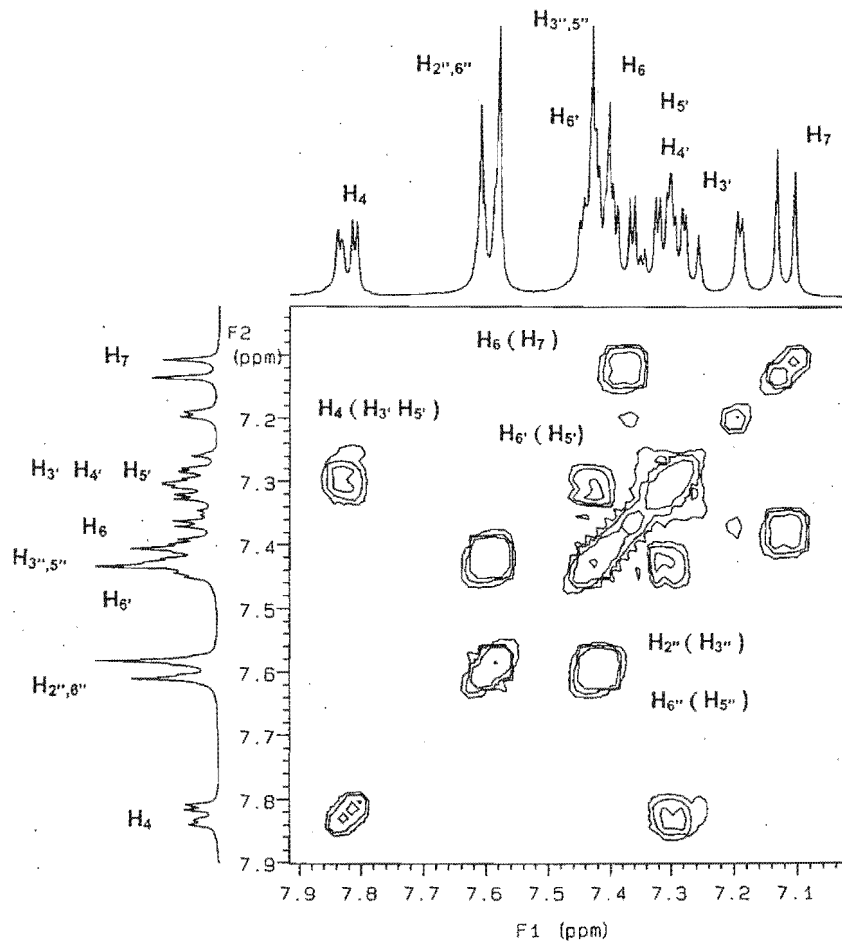 H3'',5''
H2'',6'' H6
H6' H5'
H4'
H7
H4 H3'
F2
(ppm)
H7
H6 ( H7 )
7.2
H4 ( H3' H5' )
H6' ( H5' )
H3' H4' H5'
7.3
H6
7.4
H3'',5''
7.5
H6'
H2'' ( H3'' )
7.6
H2'',6''
H6'' ( H5'' )
7.7
7.8
H4
7.9
7.9 7.8 7.7 7.6 7.5 7.4 7.3 7.2 7.1
F1 (ppm)